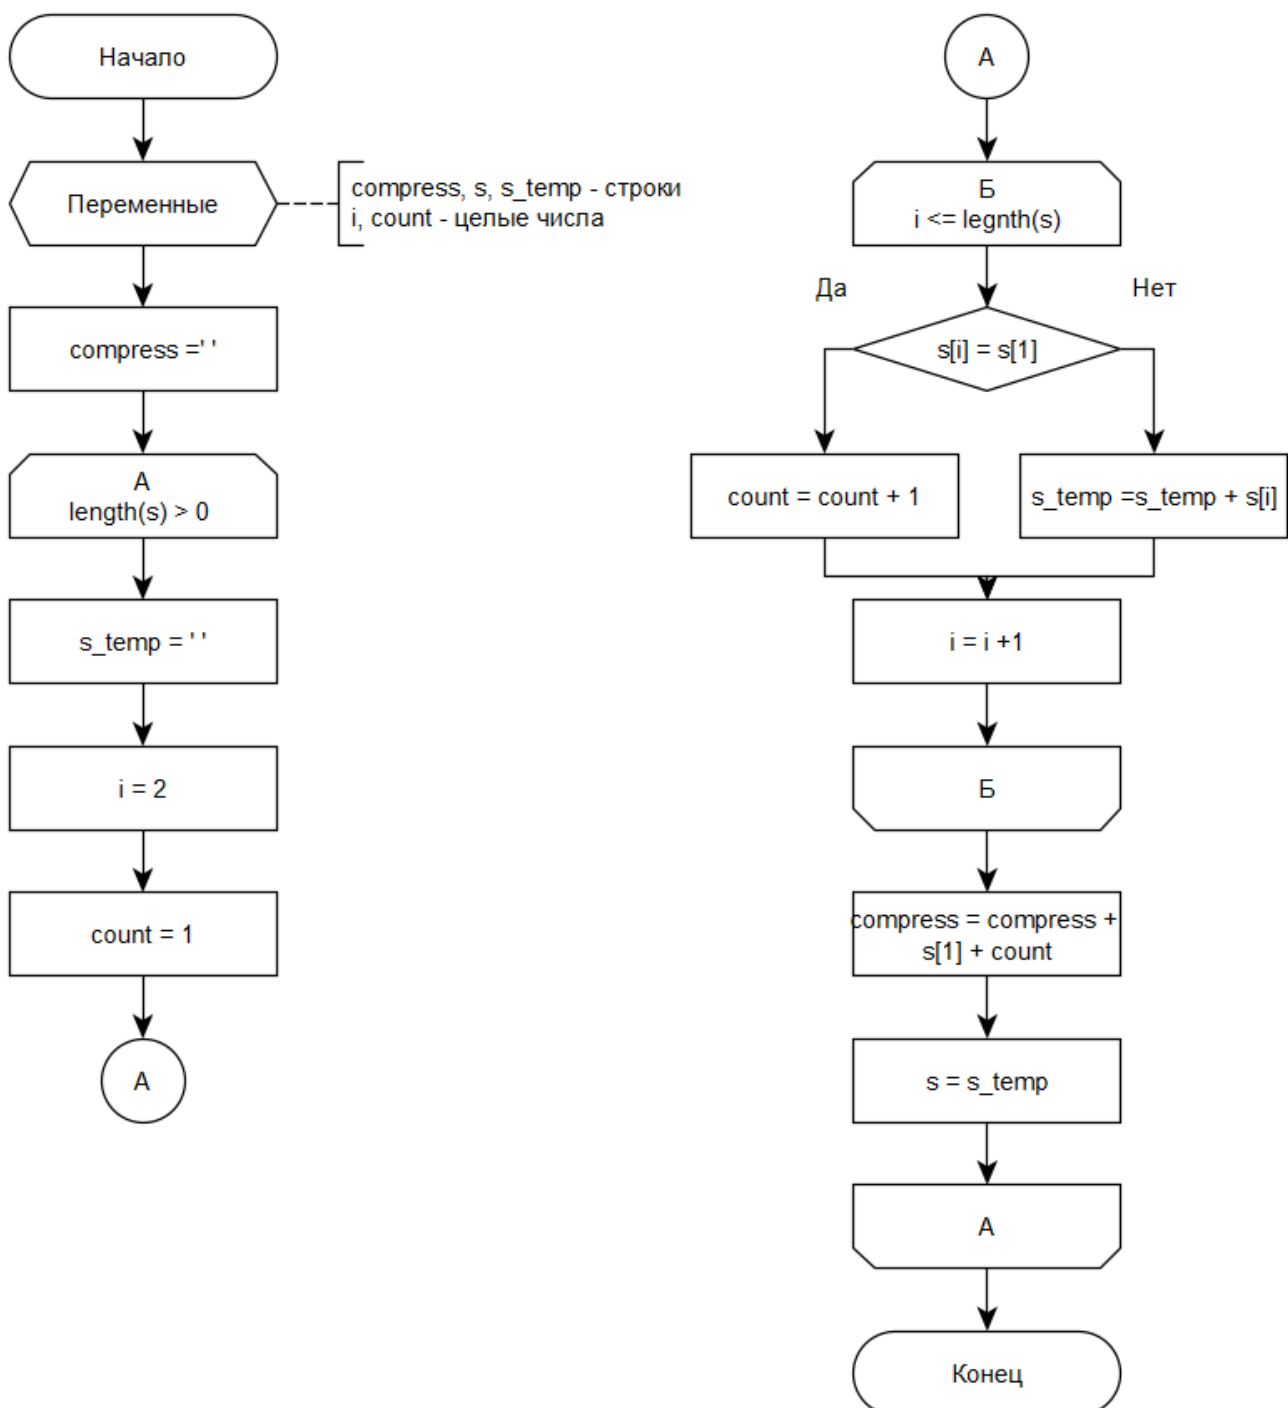 Начало
Переменные
compress, s, s_temp - строки
i, count - целые числа
compress =' '
А
length(s) > 0
s_temp = ' '
i = 2
count = 1
А
А
Б
i <= legnth(s)
Да
Нет
s[i] = s[1]
count = count + 1
s_temp =s_temp + s[i]
i = i +1
Б
compress = compress +
s[1] + count
s = s_temp
А
Конец